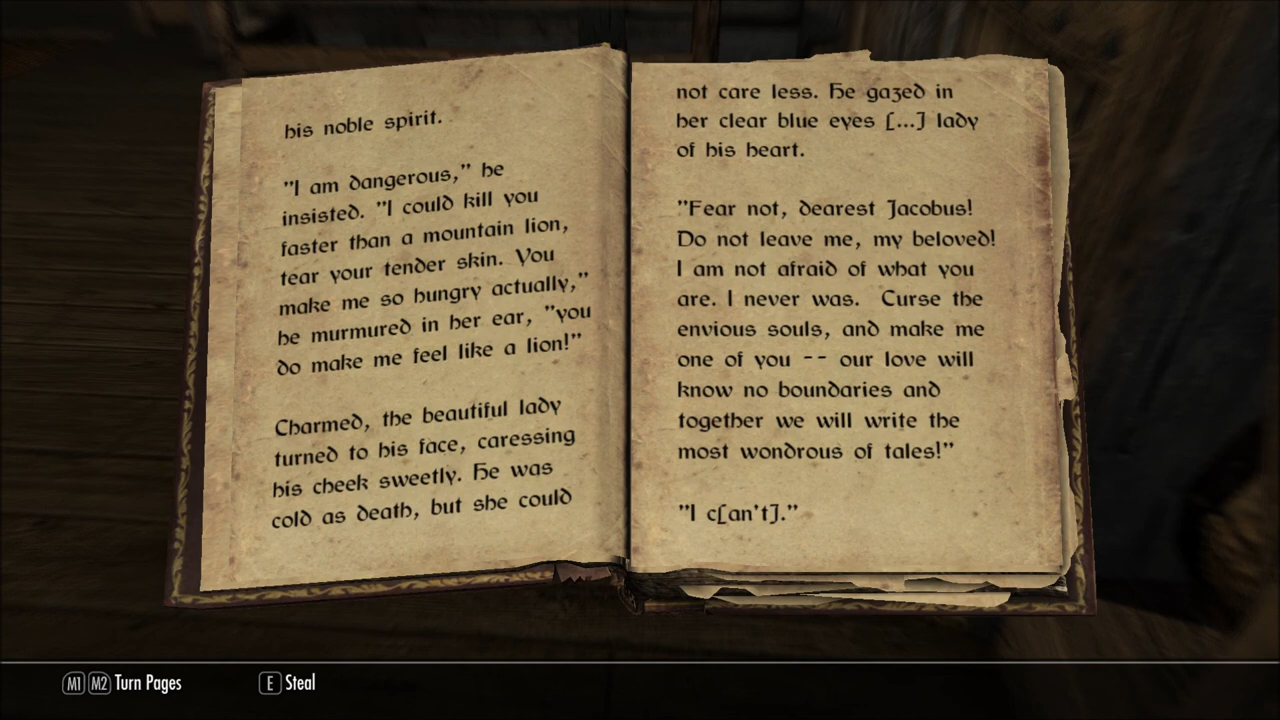 his noble spirit.
"I am dangerous," he
insisted. "I could kill you
faster than a mountain lion,
tear your tender skin. You
make me so hungry actually,"
he murmured in her ear, "you
do make me feel like a lion!"
Charmed, the beautiful lady
turned to his face, caressing
his cheek sweetly. He was
cold as death, but she could
not care less. He gazed in
her clear blue eyes [...] lady
of his heart.
"Fear not, dearest Jacobus!
Do not leave me, my beloved!
I am not afraid of what you
are. I never was.  Curse the
envious souls, and make me
one of you -- our love will
know no boundaries and
together we will write the
most wondrous of tales!"
"I c[an't]."
M1 M2 Turn Pages
E Steal